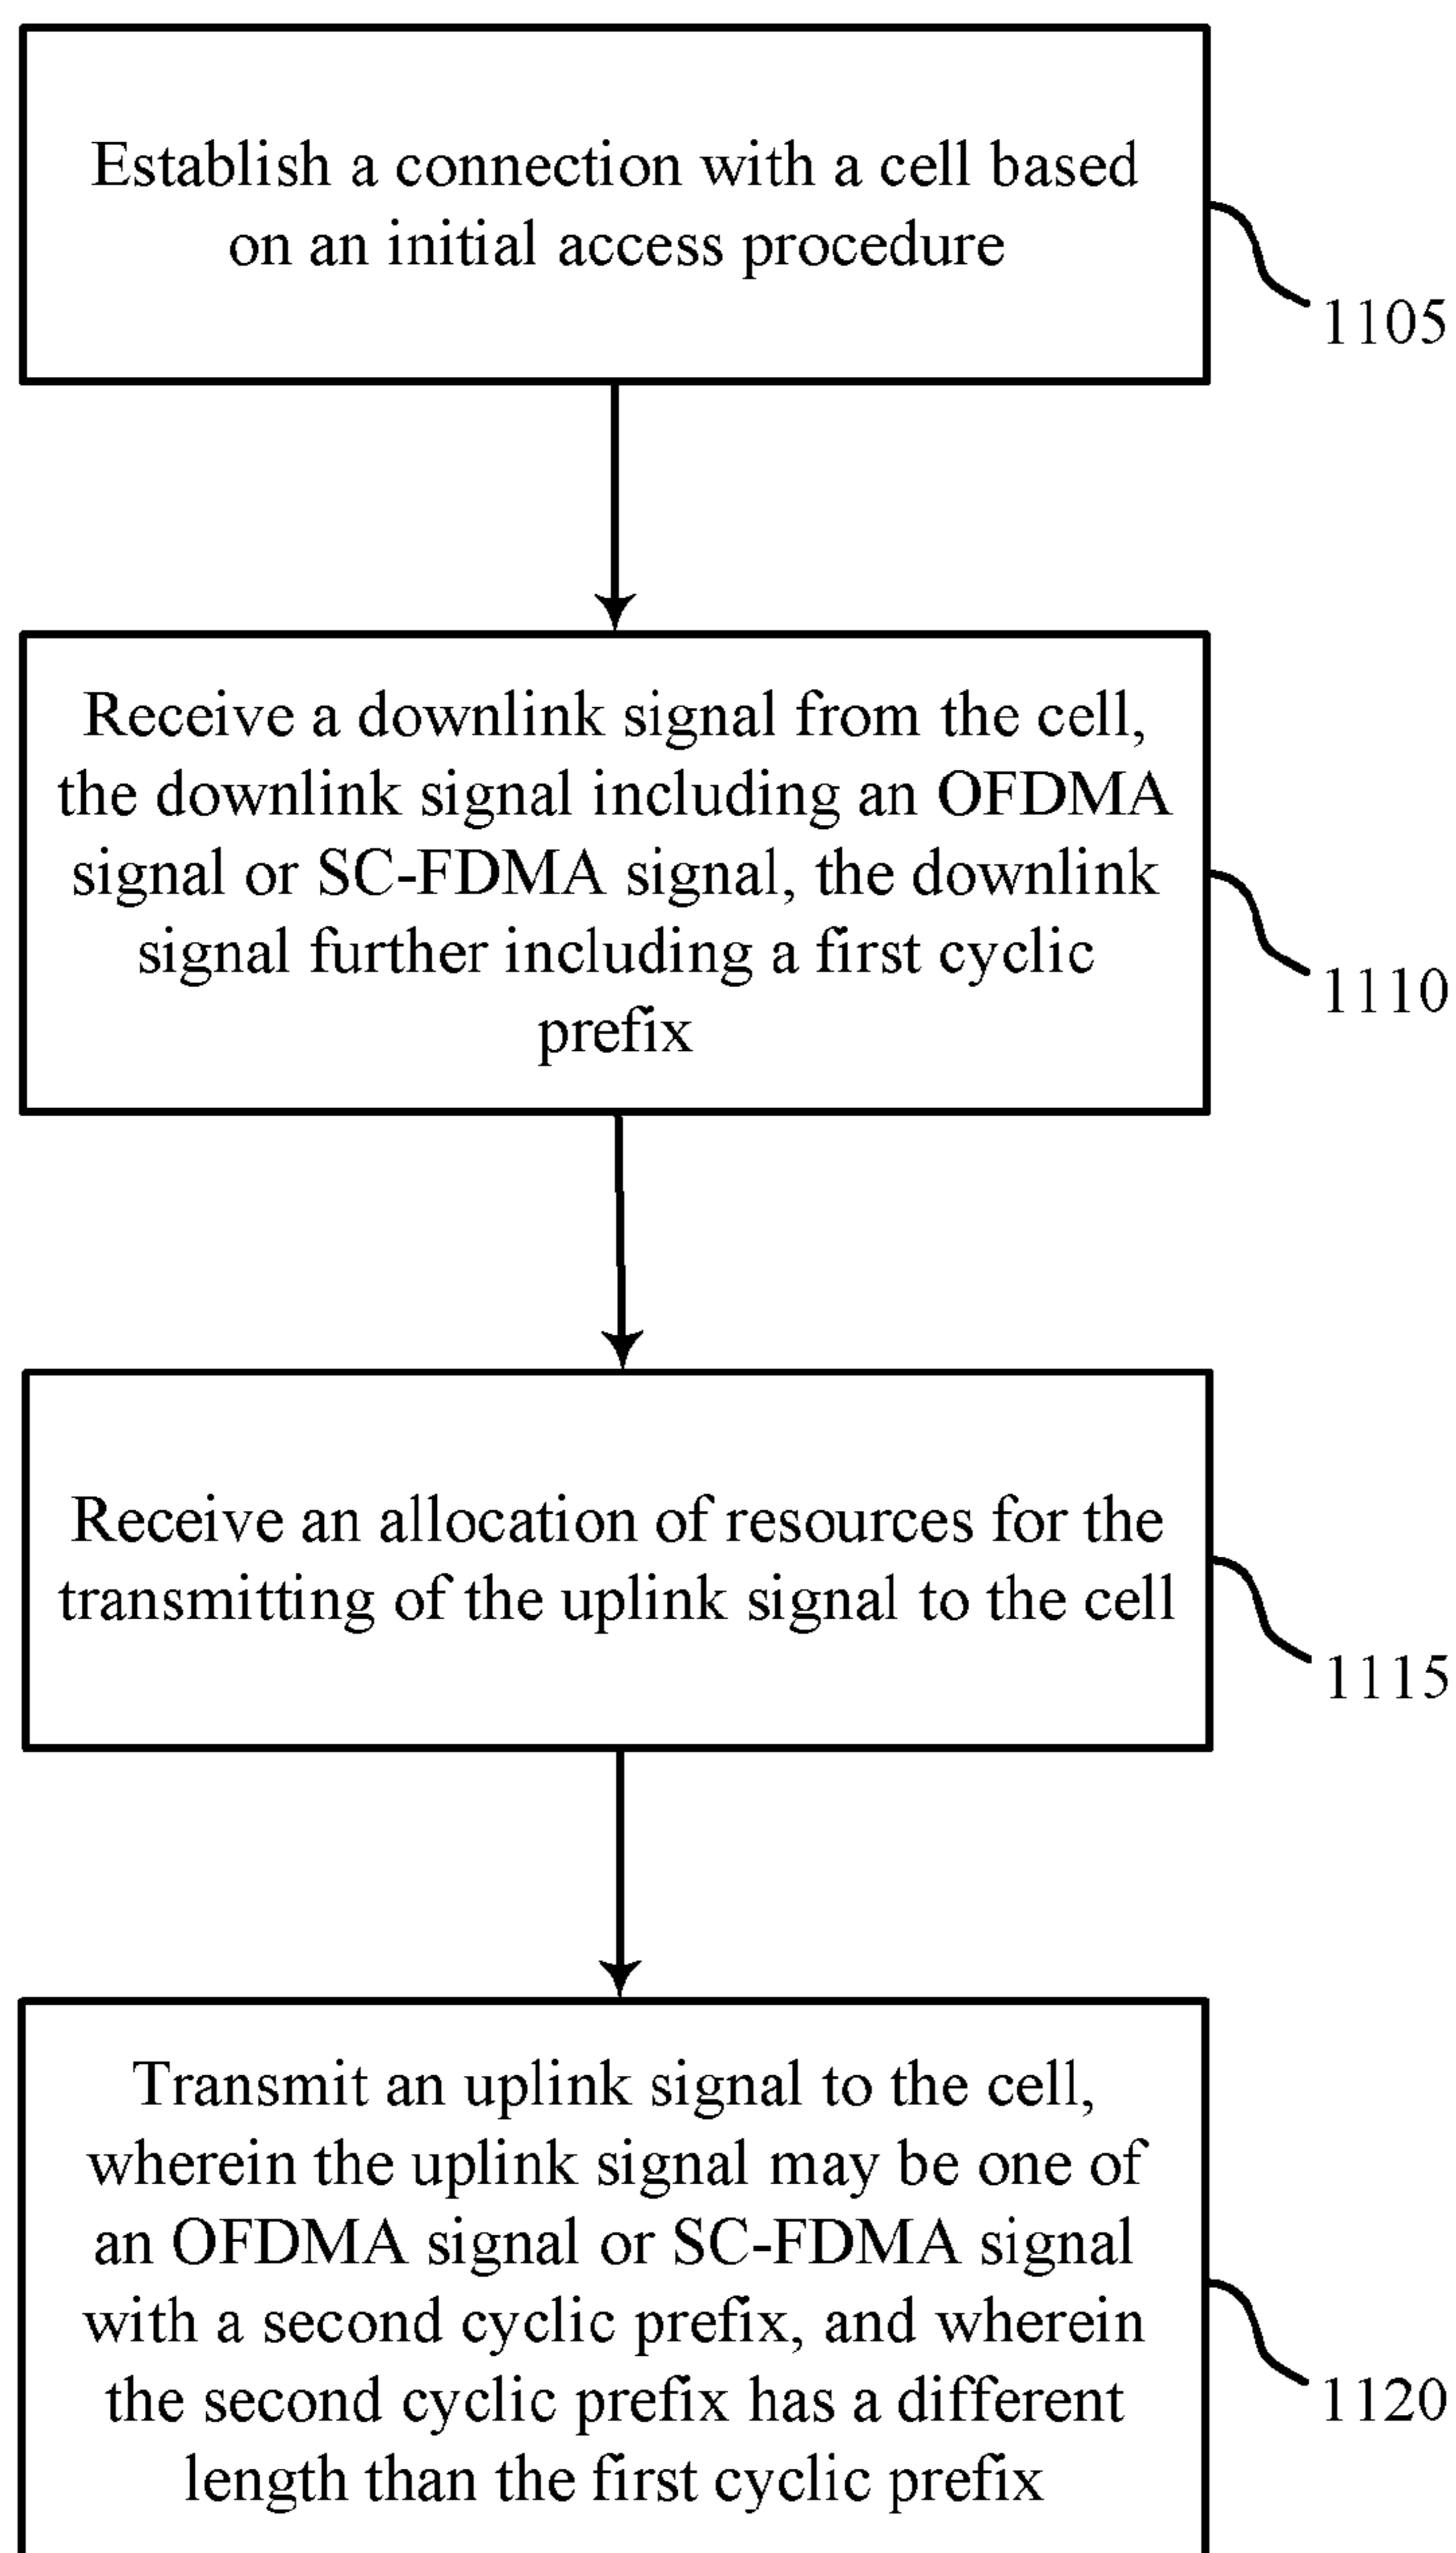 Establish a connection with a cell based
on an initial access procedure
1105
Receive a downlink signal from the cell,
the downlink signal including an OFDMA
signal or SC-FDMA signal, the downlink
signal further including a first cyclic
prefix
1110
Receive an allocation of resources for the
transmitting of the uplink signal to the cell
1115
Transmit an uplink signal to the cell,
wherein the uplink signal may be one of
an OFDMA signal or SC-FDMA signal
with a second cyclic prefix, and wherein
the second cyclic prefix has a different
length than the first cyclic prefix
1120